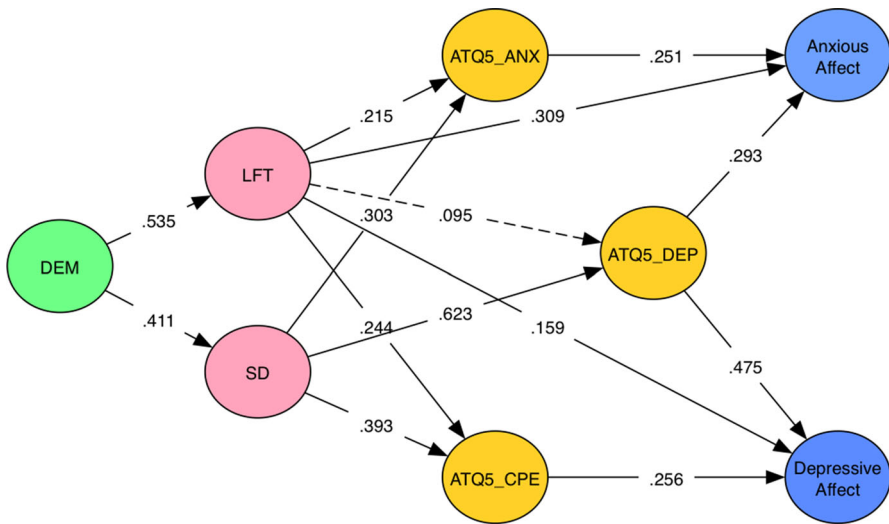 ATQ5_ANX
.251
Anxious
Affect
.215
.309
LFT
.293
.535
.303
.095
ATQ5_DEP
DEM
.411
.244
.623
.159
SD
.475
.393
ATQ5_CPE
.256
Depressive
Affect